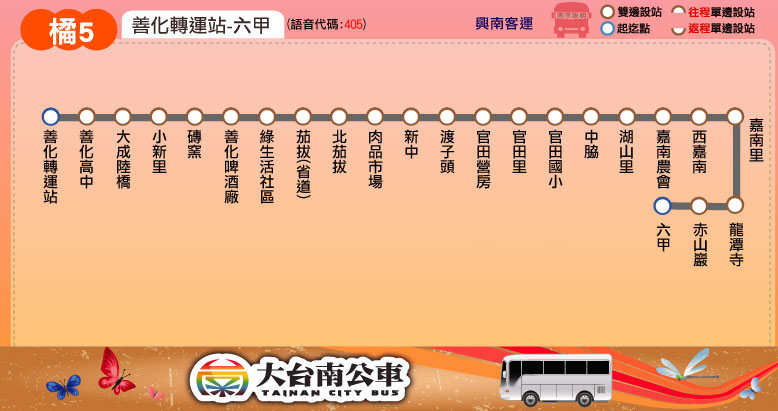 橘5
善化轉運站-六甲
(語音代碼:405)
興南客運
雙邊設站
往程單邊設站
起迄點
返程單邊設站
善化轉運站
善化高中
大成陸橋
小新里
磚窯
善化啤酒廠
綠生活社區
茄拔(省道)
北茄拔
肉品市場
新中
渡子頭
官田營房
官田里
官田國小
中脇
湖山里
嘉南農會
西嘉南
嘉南里
龍潭寺
赤山巖
六甲
大台南公車
TAINAN CITY BUS